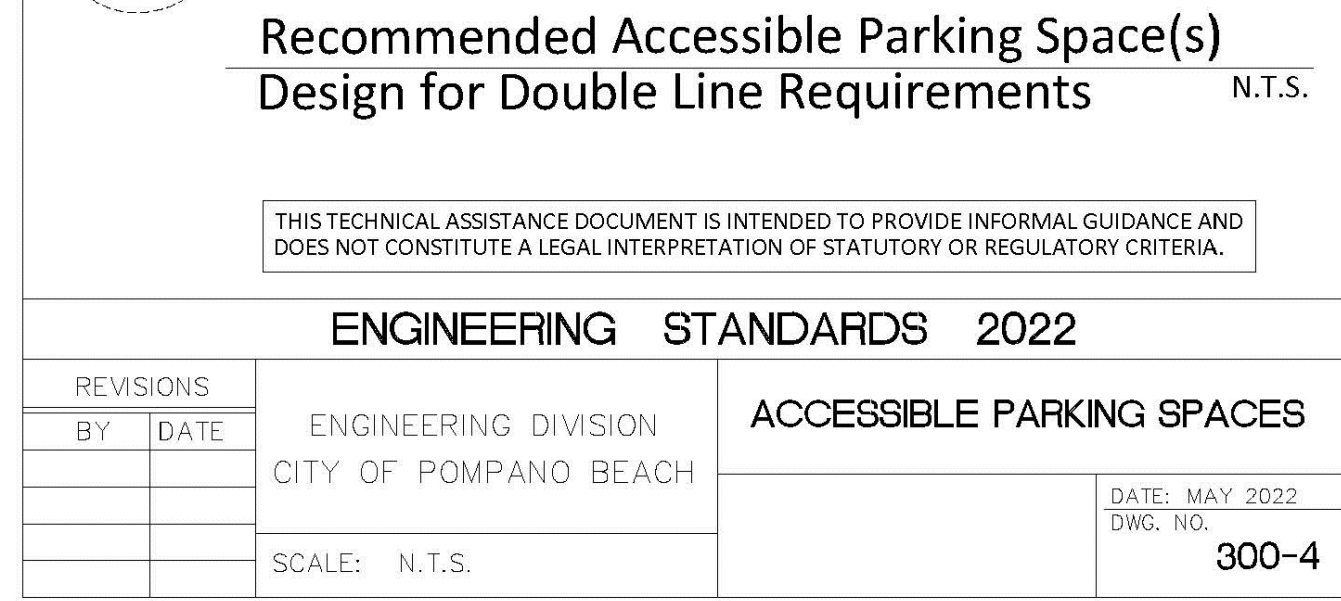 Recommended Accessible Parking Space(s)
Design for Double Line Requirements
N.T.S.
THIS TECHNICAL ASSISTANCE DOCUMENT IS INTENDED TO PROVIDE INFORMAL GUIDANCE AND
DOES NOT CONSTITUTE A LEGAL INTERPRETATION OF STATUTORY OR REGULATORY CRITERIA.
ENGINEERING STANDARDS 2022
REVISIONS
BY DATE
ENGINEERING DIVISION
CITY OF POMPANO BEACH
SCALE: N.T.S.
ACCESSIBLE PARKING SPACES
DATE: MAY 2022
DWG. NO.
300-4